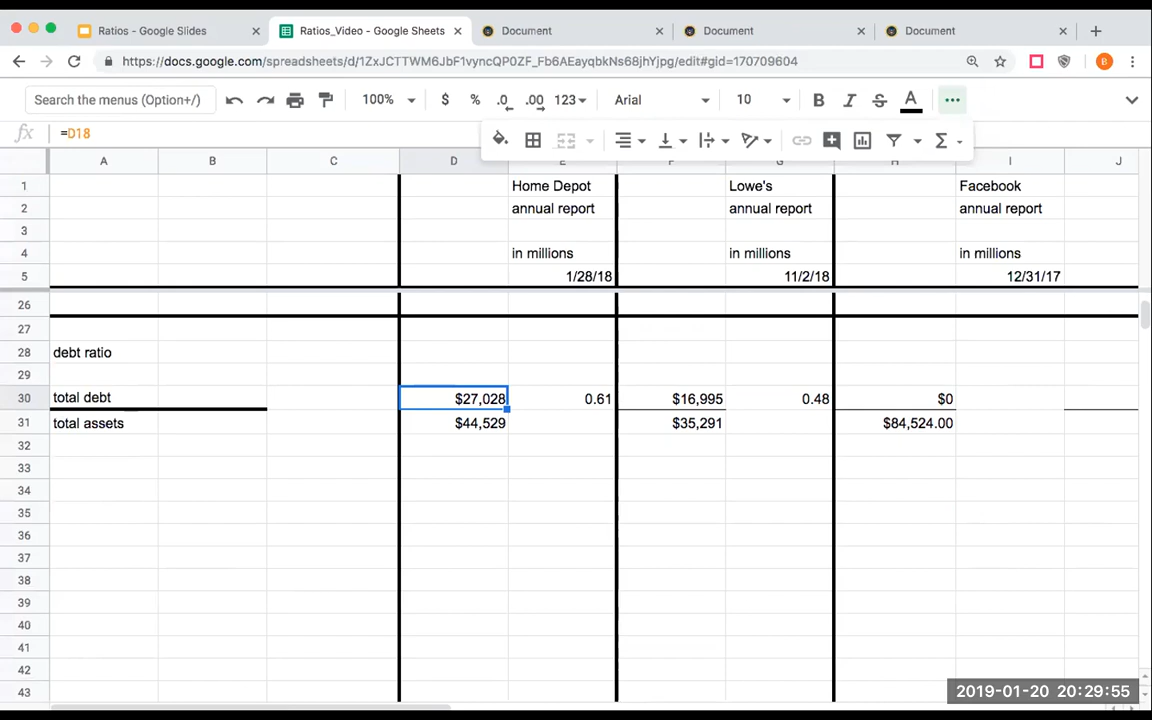 Ratios - Google Slides
Ratios_Video - Google Sheets
Document
Document
Document
https://docs.google.com/spreadsheets/d/1ZxJCTTWM6JbF1vyncQP0ZF_Fb6AEayqbkNs68jhYjpg/edit#gid=170709604
Search the menus (Option+/)
100%
$
%
.0
.00
123
Arial
10
B
I
S
A
fx
=D18
A B C D E F G H I J
1 Home Depot Lowe's Facebook
2 annual report annual report annual report
3
4 in millions in millions in millions
5 1/28/18 11/2/18 12/31/17
26
27
28 debt ratio
29
30 total debt $27,028 0.61 $16,995 0.48 $0
31 total assets $44,529 $35,291 $84,524.00
32
33
34
35
36
37
38
39
40
41
42
43
2019-01-20 20:29:55